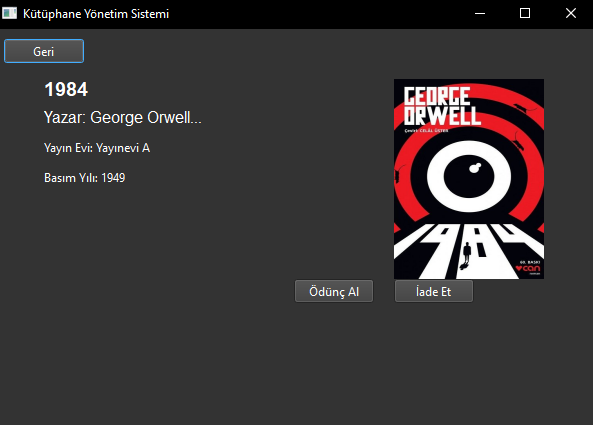 Kütüphane Yönetim Sistemi
Geri
1984
Yazar: George Orwell...
Yayın Evi: Yayınevi A
Basım Yılı: 1949
GEORGE
ORWELL
Çeviri: CELÂL ÜSTER
1984
60. BASKI
can
Ödünç Al
İade Et